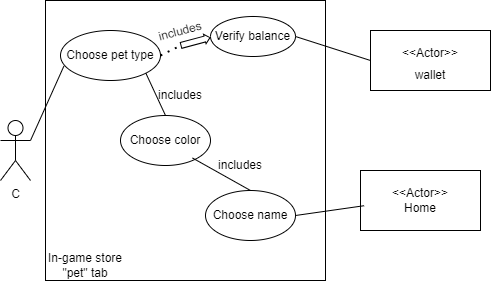 includes
Verify balance
Choose pet type
<<Actor>>
wallet
includes
Choose color
includes
C
<<Actor>>
Home
Choose name
In-game store
"pet" tab